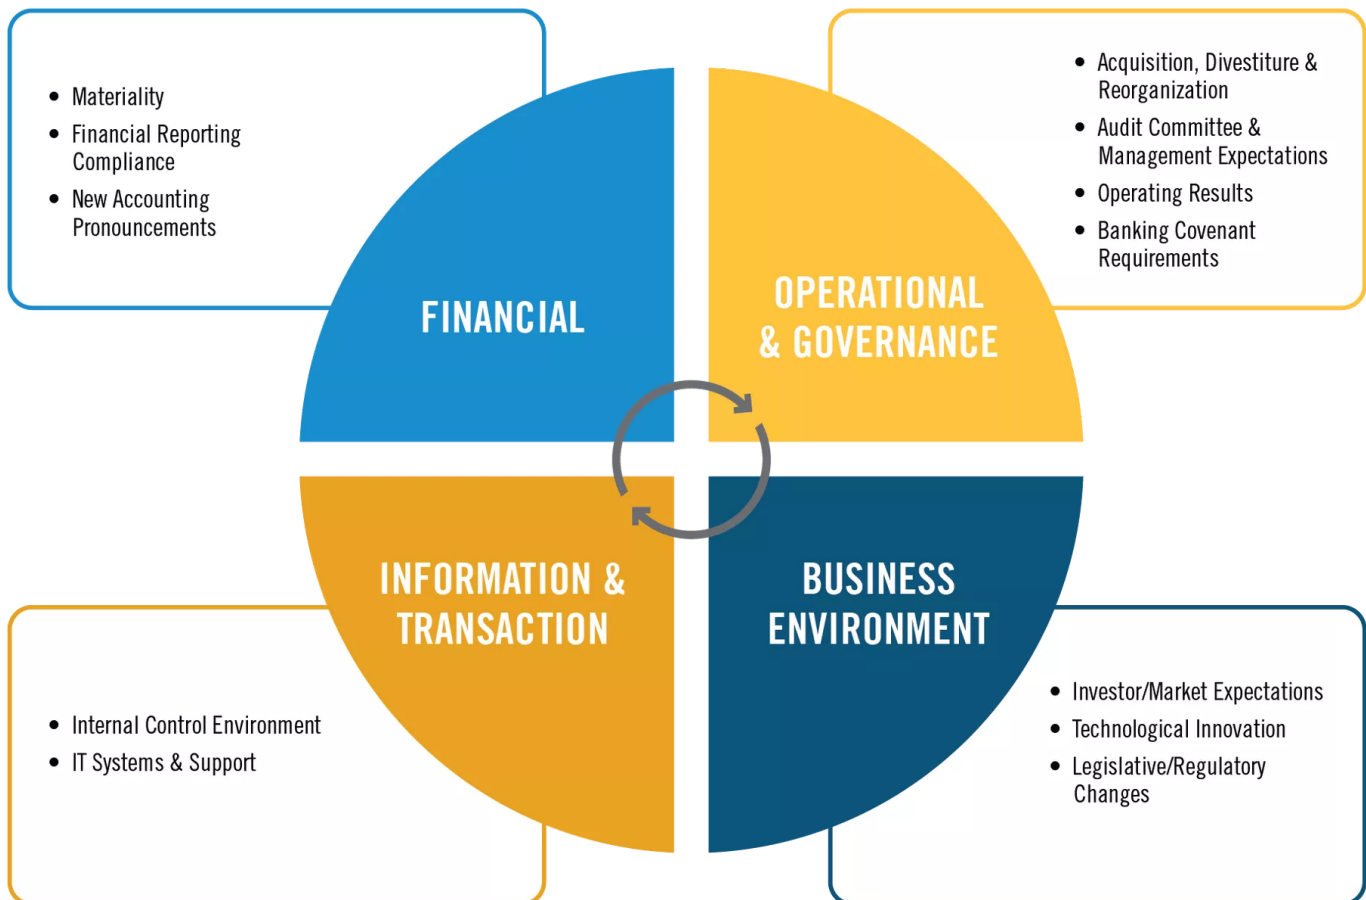 • Materiality
• Financial Reporting
Compliance
• New Accounting
Pronouncements
FINANCIAL
• Acquisition, Divestiture &
Reorganization
• Audit Committee &
Management Expectations
• Operating Results
• Banking Covenant
Requirements
OPERATIONAL
& GOVERNANCE
INFORMATION &
TRANSACTION
• Internal Control Environment
• IT Systems & Support
BUSINESS
ENVIRONMENT
• Investor/Market Expectations
• Technological Innovation
• Legislative/Regulatory
Changes